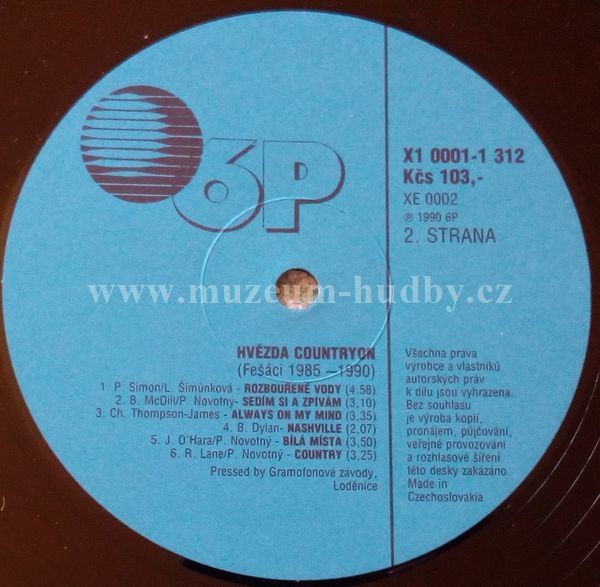 6P
X1 0001-1 312
Kčs 103,-
XE 0002
℗ 1990 6P
2. STRANA
www.muzeum-hudby.cz
HVĚZDA COUNTRYON
(Fešáci 1985 —1990)
1 P. Simon/L. Šimůnková - ROZBOUŘENÉ VODY (4,58)
2. B. McDill/P. Novotný- SEDÍM SI A ZPÍVÁM (3,10)
3. Ch. Thompson-James - ALWAYS ON MY MIND (3,35)
4. B. Dylan- NASHVILLE (2,07)
5. J. O'Hara/P. Novotný - BÍLÁ MÍSTA (3,50)
6. R. Lane/P. Novotný - COUNTRY (3,25)
Pressed by Gramofonové závody,
Loděnice
Všechna práva
výrobce a vlastníků
autorských práv
k dílu jsou vyhrazena.
Bez souhlasu
je výroba kopií,
pronájem, půjčování,
veřejné provozování
a rozhlasové šíření
této desky zakázáno.
Made in
Czechoslovakia